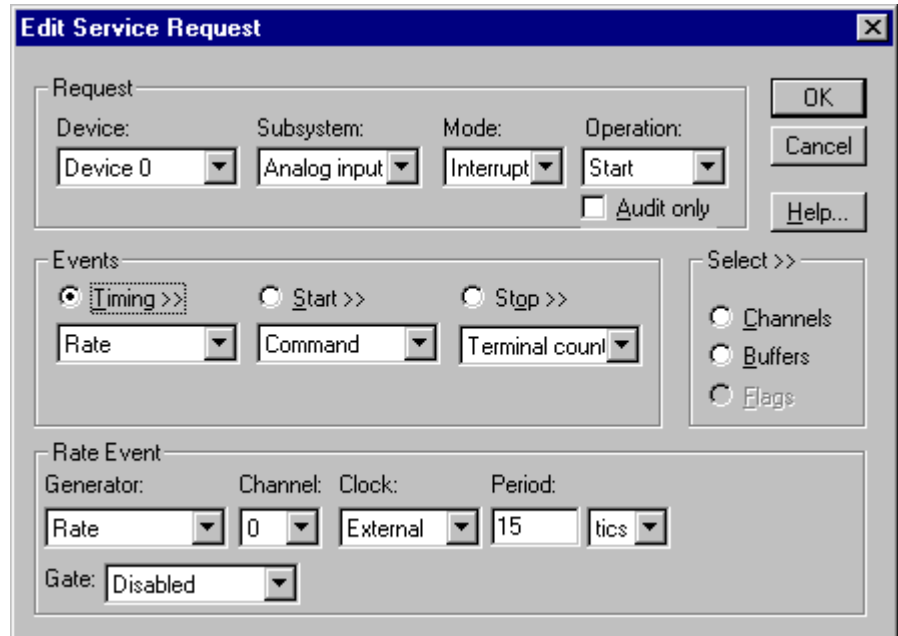 Edit Service Request
Request
Device: Subsystem: Mode: Operation:
Device 0 Analog input Interrupt Start
Audit only
OK
Cancel
Help...
Events
Timing >> Start >> Stop >>
Rate Command Terminal count
Select >>
Channels
Buffers
Flags
Rate Event
Generator: Channel: Clock: Period:
Rate 0 External 15 tics
Gate: Disabled